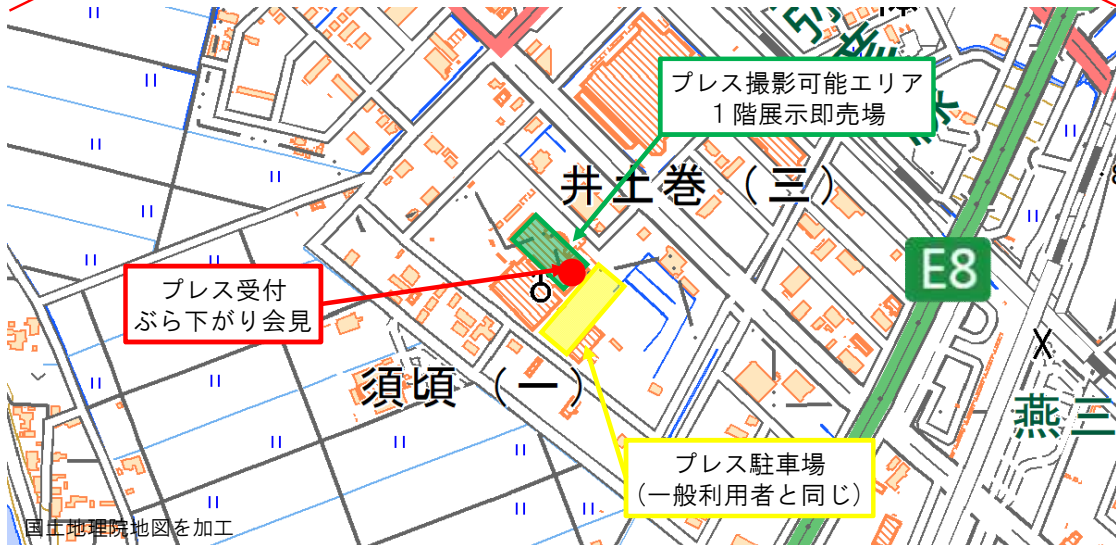 プレス撮影可能エリア
１階展示即売場
井土巻（三）
E8
プレス受付
ぶら下がり会見
須頃（一）
燕三
プレス駐車場
（一般利用者と同じ）
国土地理院地図を加工